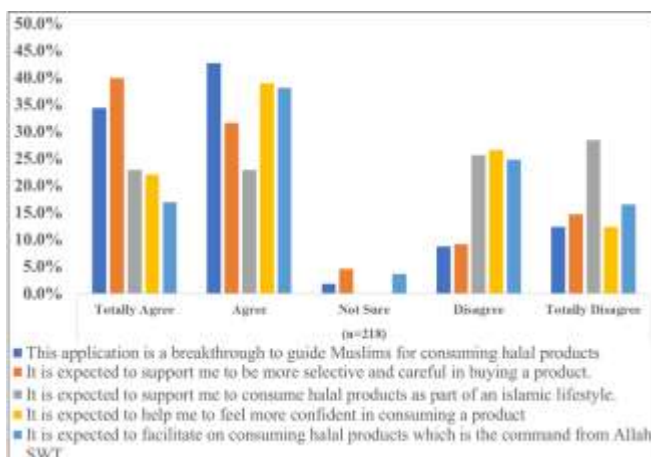 50.0%
45.0%
40.0%
35.0%
30.0%
25.0%
20.0%
15.0%
10.0%
5.0%
0.0%
Totally Agree Agree Not Sure Disagree Totally Disagree
(n=218)
This application is a breakthrough to guide Muslims for consuming halal products
It is expected to support me to be more selective and careful in buying a product.
It is expected to support me to consume halal products as part of an islamic lifestyle.
It is expected to help me to feel more confident in consuming a product
It is expected to facilitate on consuming halal products which is the command from Allah
SWT